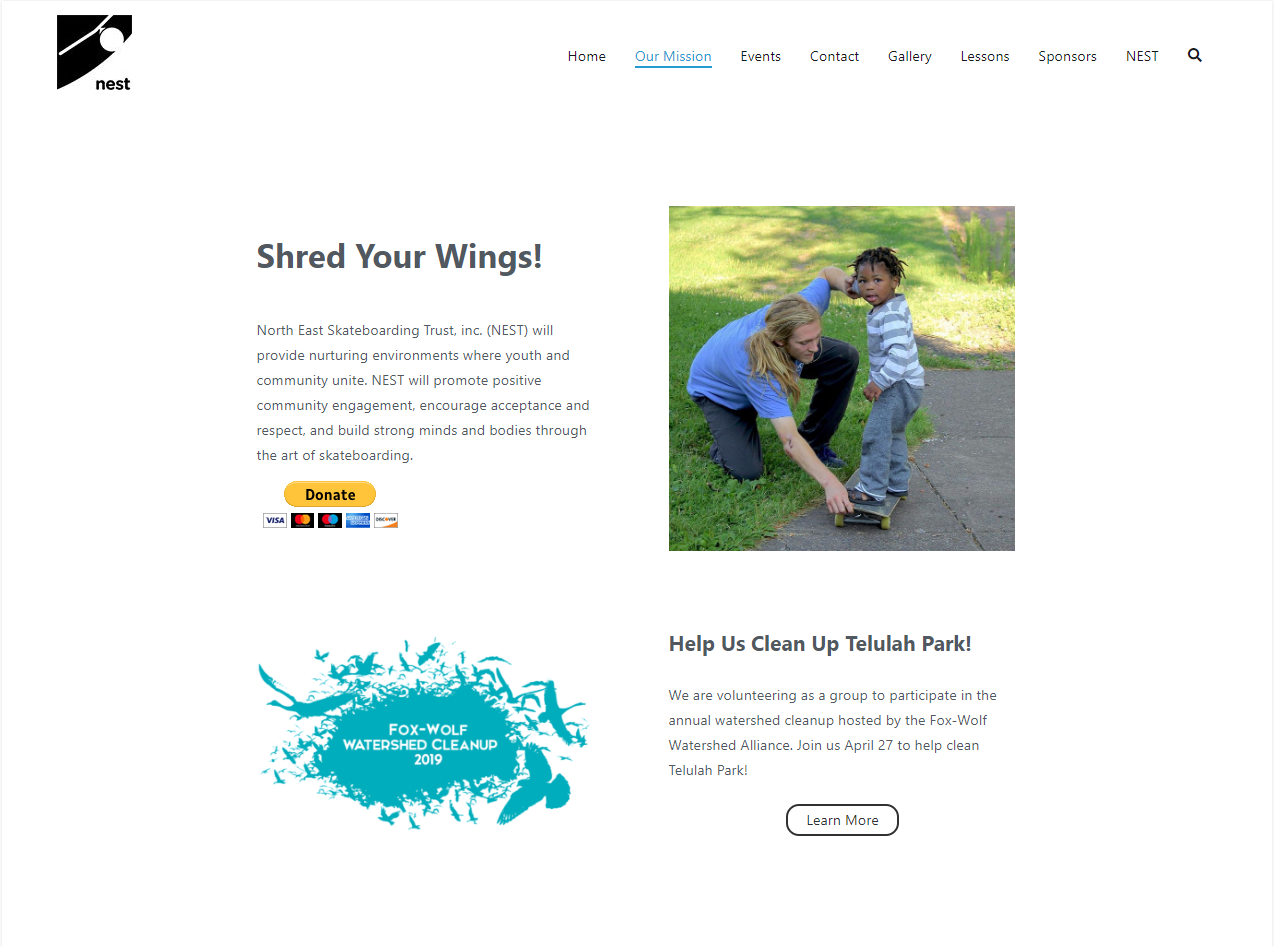 nest
Home
Our Mission
Events
Contact
Gallery
Lessons
Sponsors
NEST
Shred Your Wings!
North East Skateboarding Trust, inc. (NEST) will
provide nurturing environments where youth and
community unite. NEST will promote positive
community engagement, encourage acceptance and
respect, and build strong minds and bodies through
the art of skateboarding.
Donate
VISA
DISCOVER
FOX-WOLF
WATERSHED CLEANUP
2019
Help Us Clean Up Telulah Park!
We are volunteering as a group to participate in the
annual watershed cleanup hosted by the Fox-Wolf
Watershed Alliance. Join us April 27 to help clean
Telulah Park!
Learn More